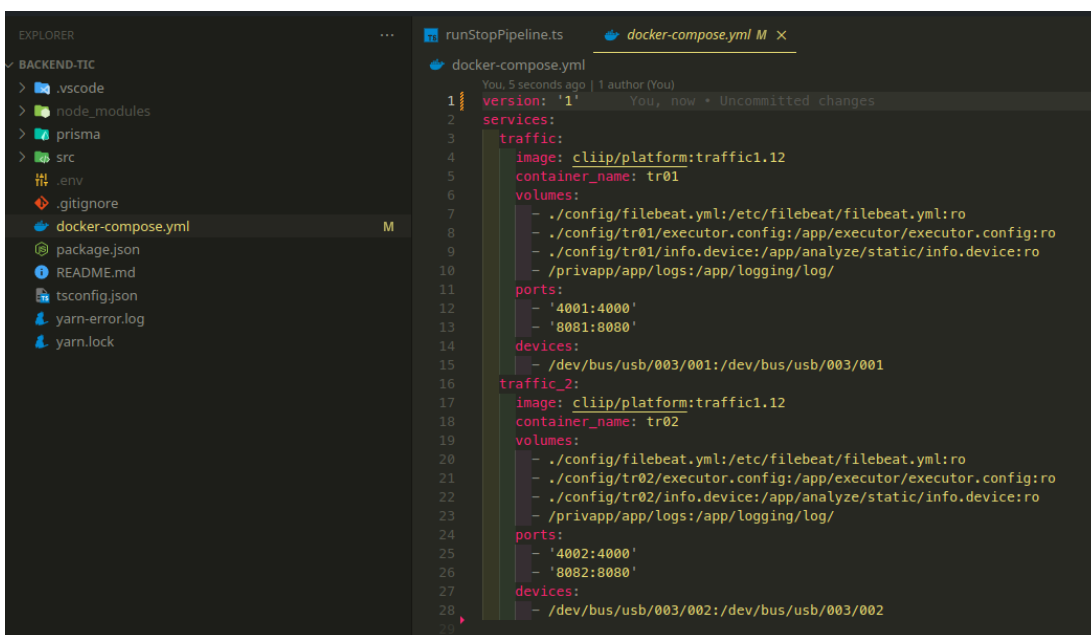 EXPLORER
BACKEND-TIC
.vscode
node_modules
prisma
src
.env
.gitignore
docker-compose.yml M
package.json
README.md
tsconfig.json
yarn-error.log
yarn.lock
TS runStopPipeline.ts docker-compose.yml M ×
docker-compose.yml
You, 5 seconds ago | 1 author (You)
1 version: '1' You, now • Uncommitted changes
2 services:
3 traffic:
4 image: cliip/platform:traffic1.12
5 container_name: tr01
6 volumes:
7 - ./config/filebeat.yml:/etc/filebeat/filebeat.yml:ro
8 - ./config/tr01/executor.config:/app/executor/executor.config:ro
9 - ./config/tr01/info.device:/app/analyze/static/info.device:ro
10 - /privapp/app/logs:/app/logging/log/
11 ports:
12 - '4001:4000'
13 - '8081:8080'
14 devices:
15 - /dev/bus/usb/003/001:/dev/bus/usb/003/001
16 traffic_2:
17 image: cliip/platform:traffic1.12
18 container_name: tr02
19 volumes:
20 - ./config/filebeat.yml:/etc/filebeat/filebeat.yml:ro
21 - ./config/tr02/executor.config:/app/executor/executor.config:ro
22 - ./config/tr02/info.device:/app/analyze/static/info.device:ro
23 - /privapp/app/logs:/app/logging/log/
24 ports:
25 - '4002:4000'
26 - '8082:8080'
27 devices:
28 - /dev/bus/usb/003/002:/dev/bus/usb/003/002
29